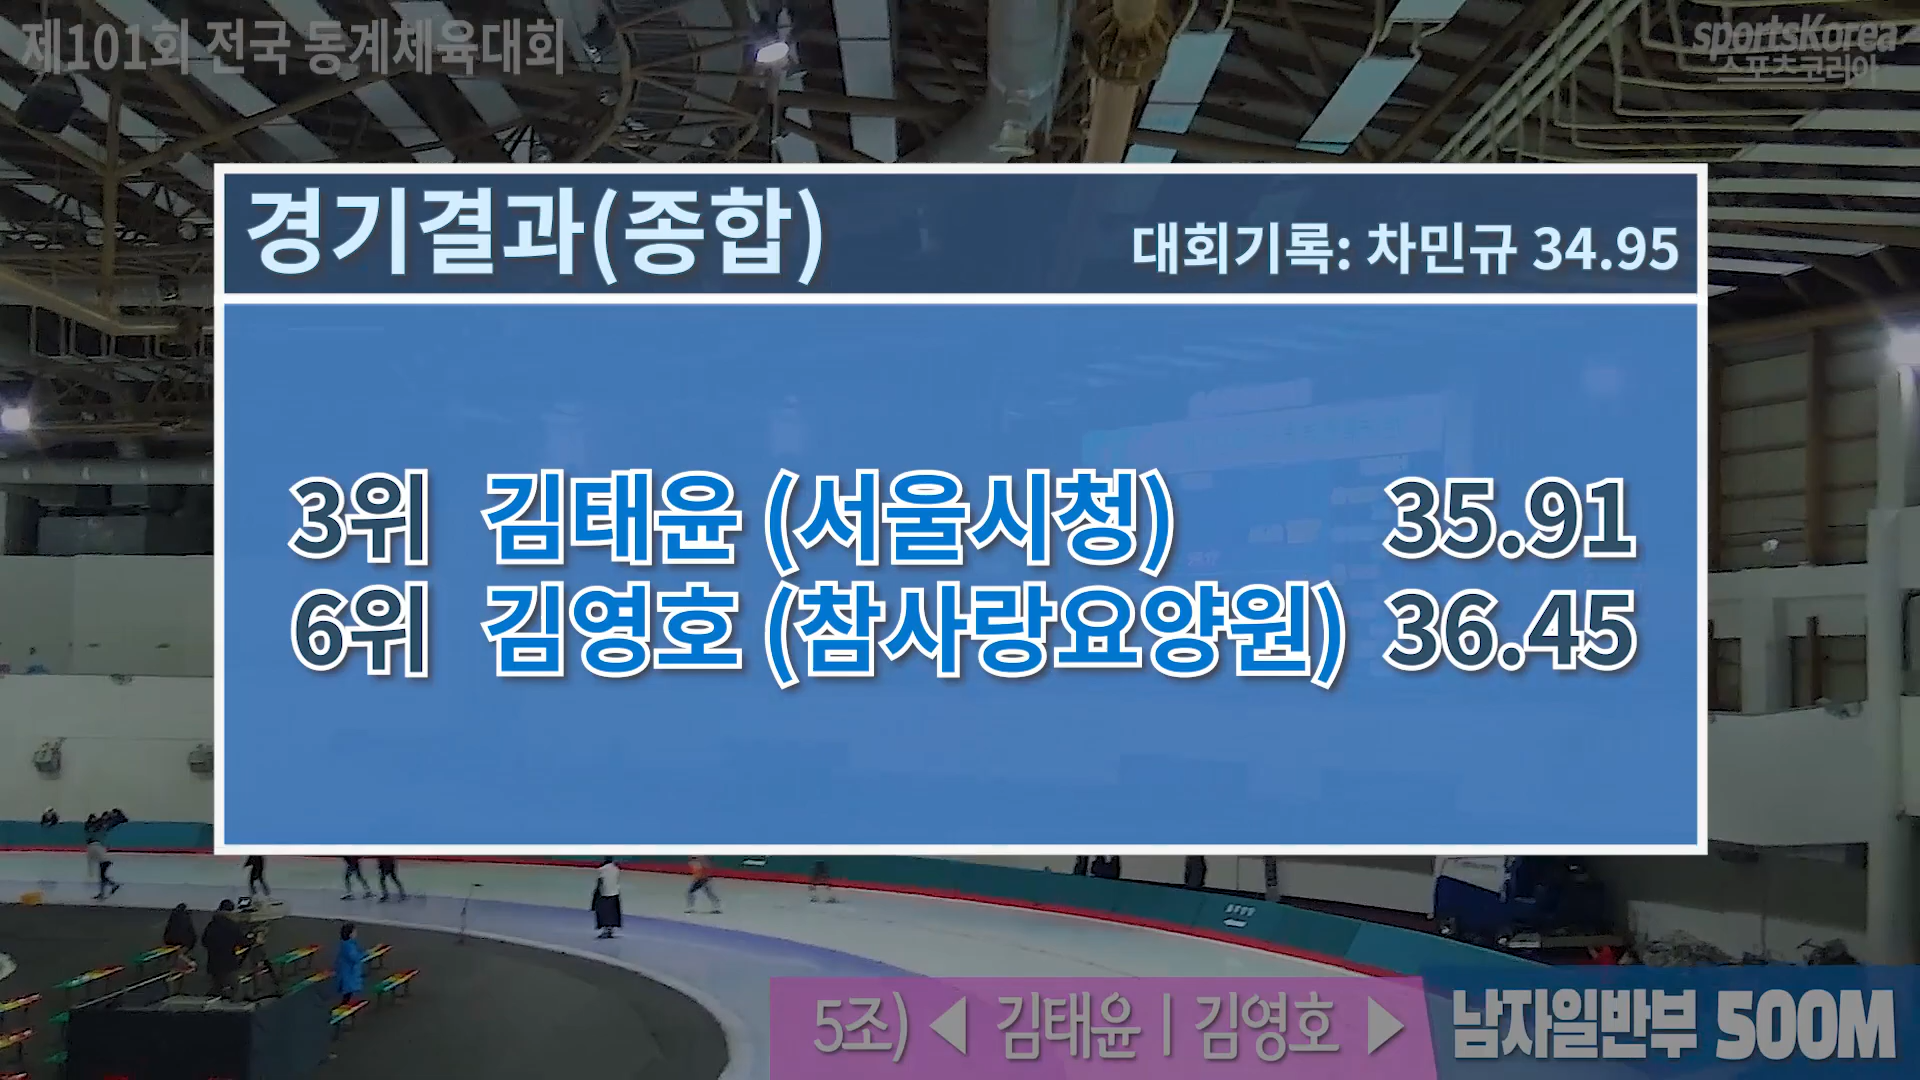 제101회 전국 동계체육대회
sportsKorea
스포츠코리아
경기결과(종합)
대회기록: 차민규 34.95
3위 김태윤 (서울시청) 35.91
6위 김영호 (참사랑요양원) 36.45
5조) ◀ 김태윤 | 김영호 ▶
남자일반부 500M